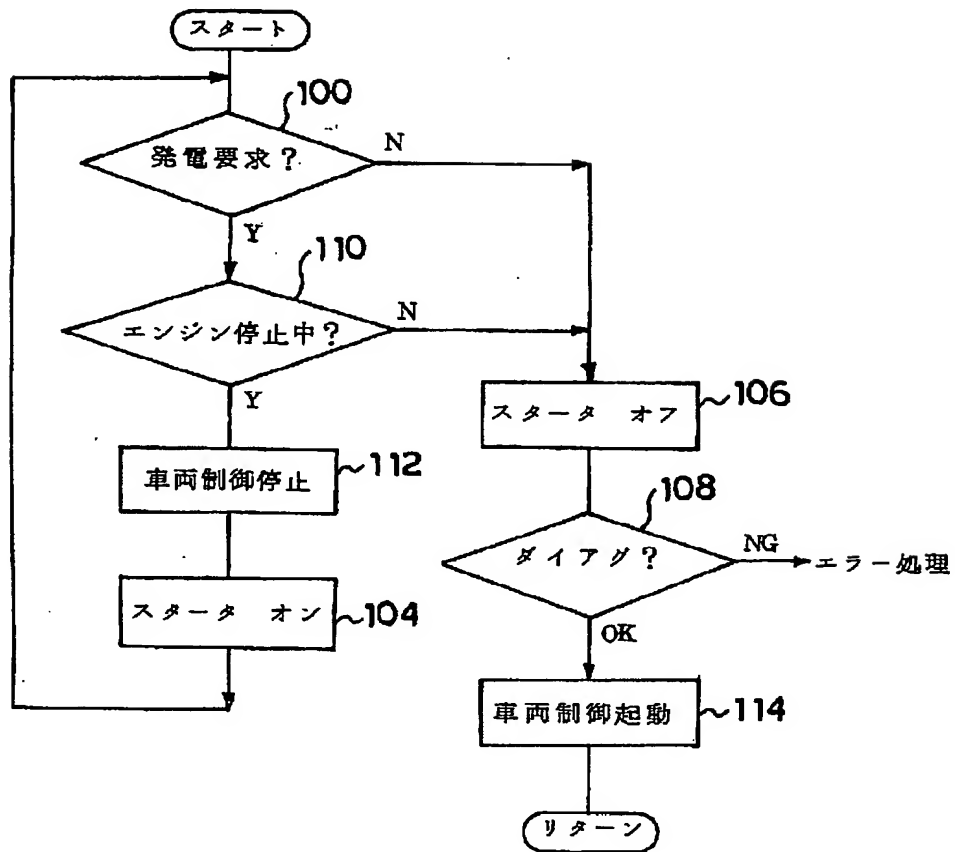 スタート
100
発電要求?
N
Y
110
エンジン停止中?
N
Y
車両制御停止
112
スタータ オン
104
スタータ オフ
106
108
ダイアグ?
NG
エラー処理
OK
車両制御起動
114
リターン